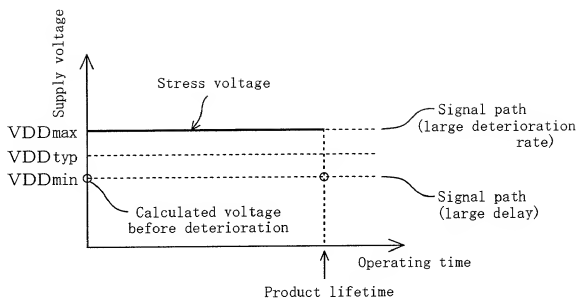 Supply voltage
Stress voltage
VDDmax
VDDtyp
VDDmin
Signal path
(large deterioration
rate)
Signal path
(large delay)
Calculated voltage
before deterioration
Operating time
Product lifetime